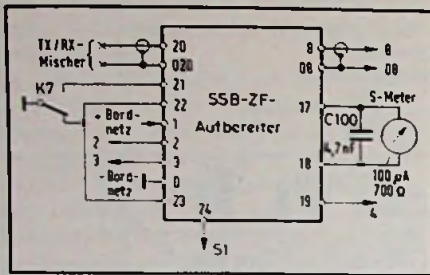 TX/RX-
Mischer
20
020
21
K7
22
+ Bord-
netz
1
2
2
3
3
- Bord-
netz
0
23
24
S1
SSB-ZF-
Aufbereiter
8
8
08
08
17
S-Meter
C100
4,7nF
18
100 µA
700 Ω
19
4